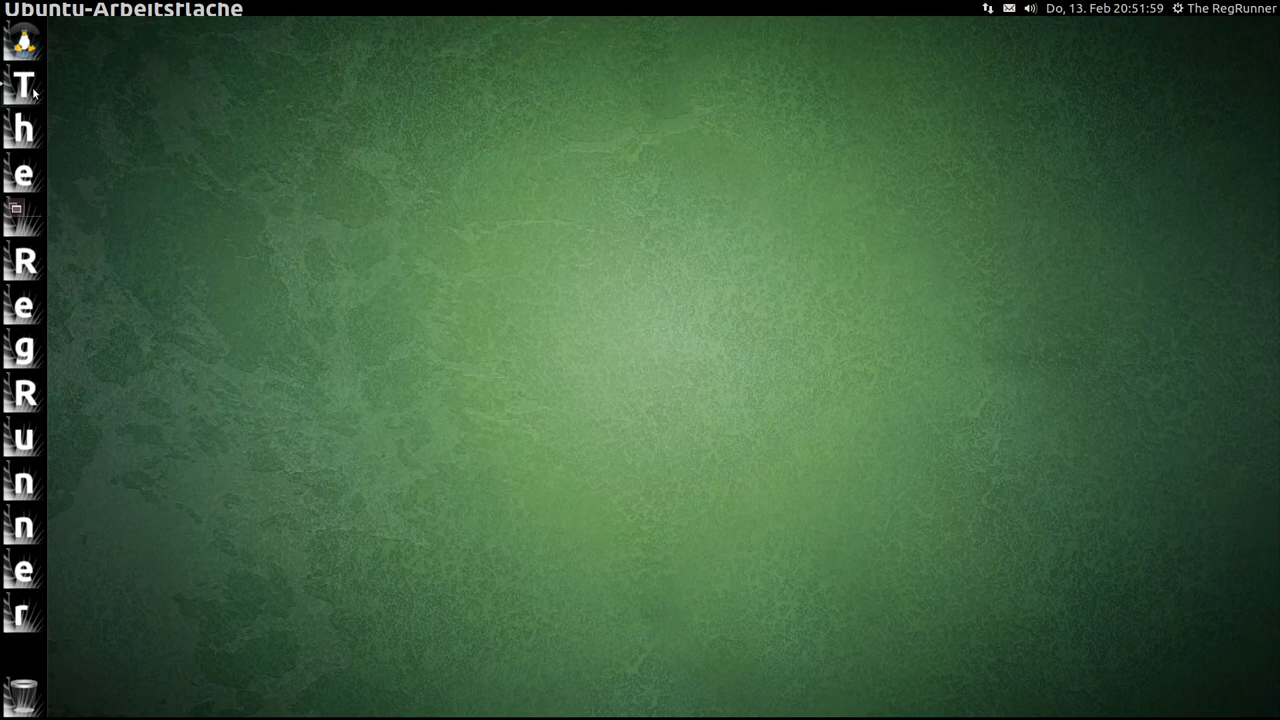 Ubuntu-Arbeitsfläche
Do, 13. Feb 20:51:59 The RegRunner
T
h
e
R
e
g
R
u
n
n
e
r